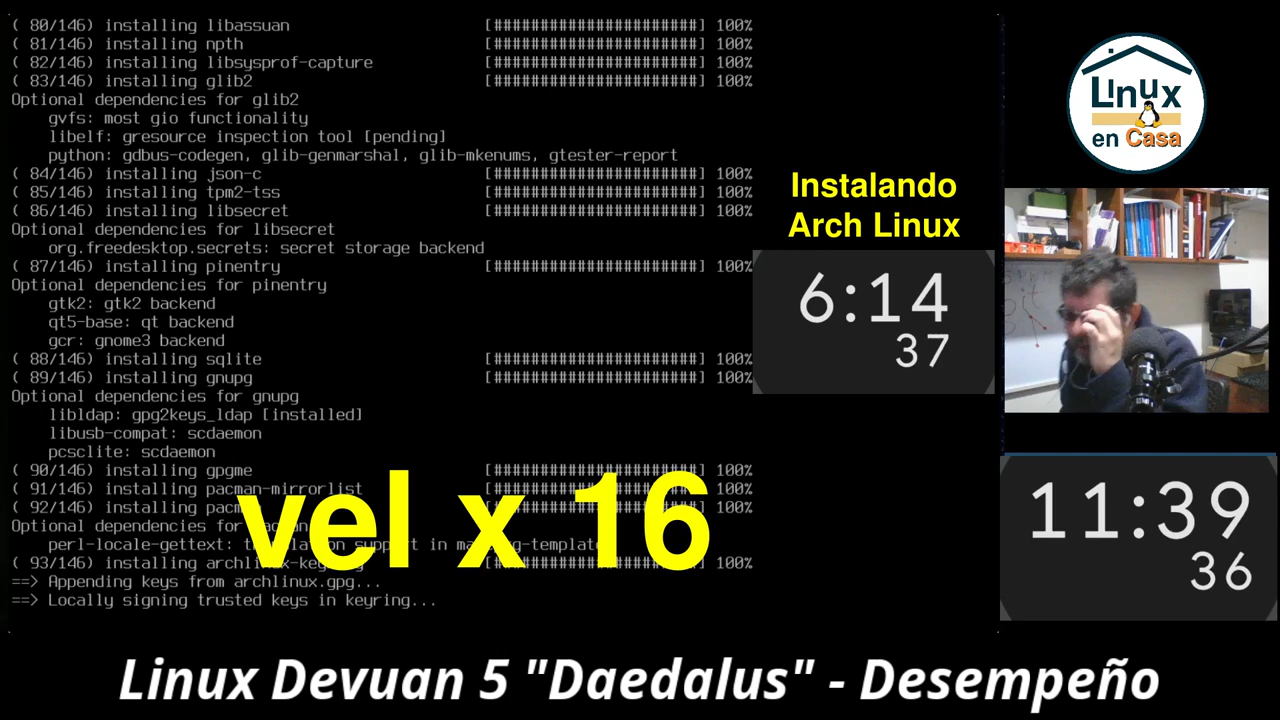 ( 80/146) installing libassuan [######################] 100%
( 81/146) installing npth [######################] 100%
( 82/146) installing libsysprof-capture [######################] 100%
( 83/146) installing glib2 [######################] 100%
Optional dependencies for glib2
gvfs: most gio functionality
libelf: gresource inspection tool [pending]
python: gdbus-codegen, glib-genmarshal, glib-mkenums, gtester-report
( 84/146) installing json-c [######################] 100%
( 85/146) installing tpm2-tss [######################] 100%
( 86/146) installing libsecret [######################] 100%
Optional dependencies for libsecret
org.freedesktop.secrets: secret storage backend
( 87/146) installing pinentry [######################] 100%
Optional dependencies for pinentry
gtk2: gtk2 backend
qt5-base: qt backend
gcr: gnome3 backend
( 88/146) installing sqlite [######################] 100%
( 89/146) installing gnupg [######################] 100%
Optional dependencies for gnupg
libldap: gpg2keys_ldap [installed]
libusb-compat: scdaemon
pcsclite: scdaemon
( 90/146) installing gpgme [######################] 100%
( 91/146) installing pacman-mirrorlist [######################] 100%
( 92/146) installing [######################] 100%
Optional dependencies for
perl-locale-gettext: translation support in
( 93/146) installing [######################] 100%
==> Appending keys from archlinux.gpg...
==> Locally signing trusted keys in keyring...
vel x 16
Instalando
Arch Linux
6:14
37
Linux
en Casa
11:39
36
Linux Devuan 5 "Daedalus" - Desempeño